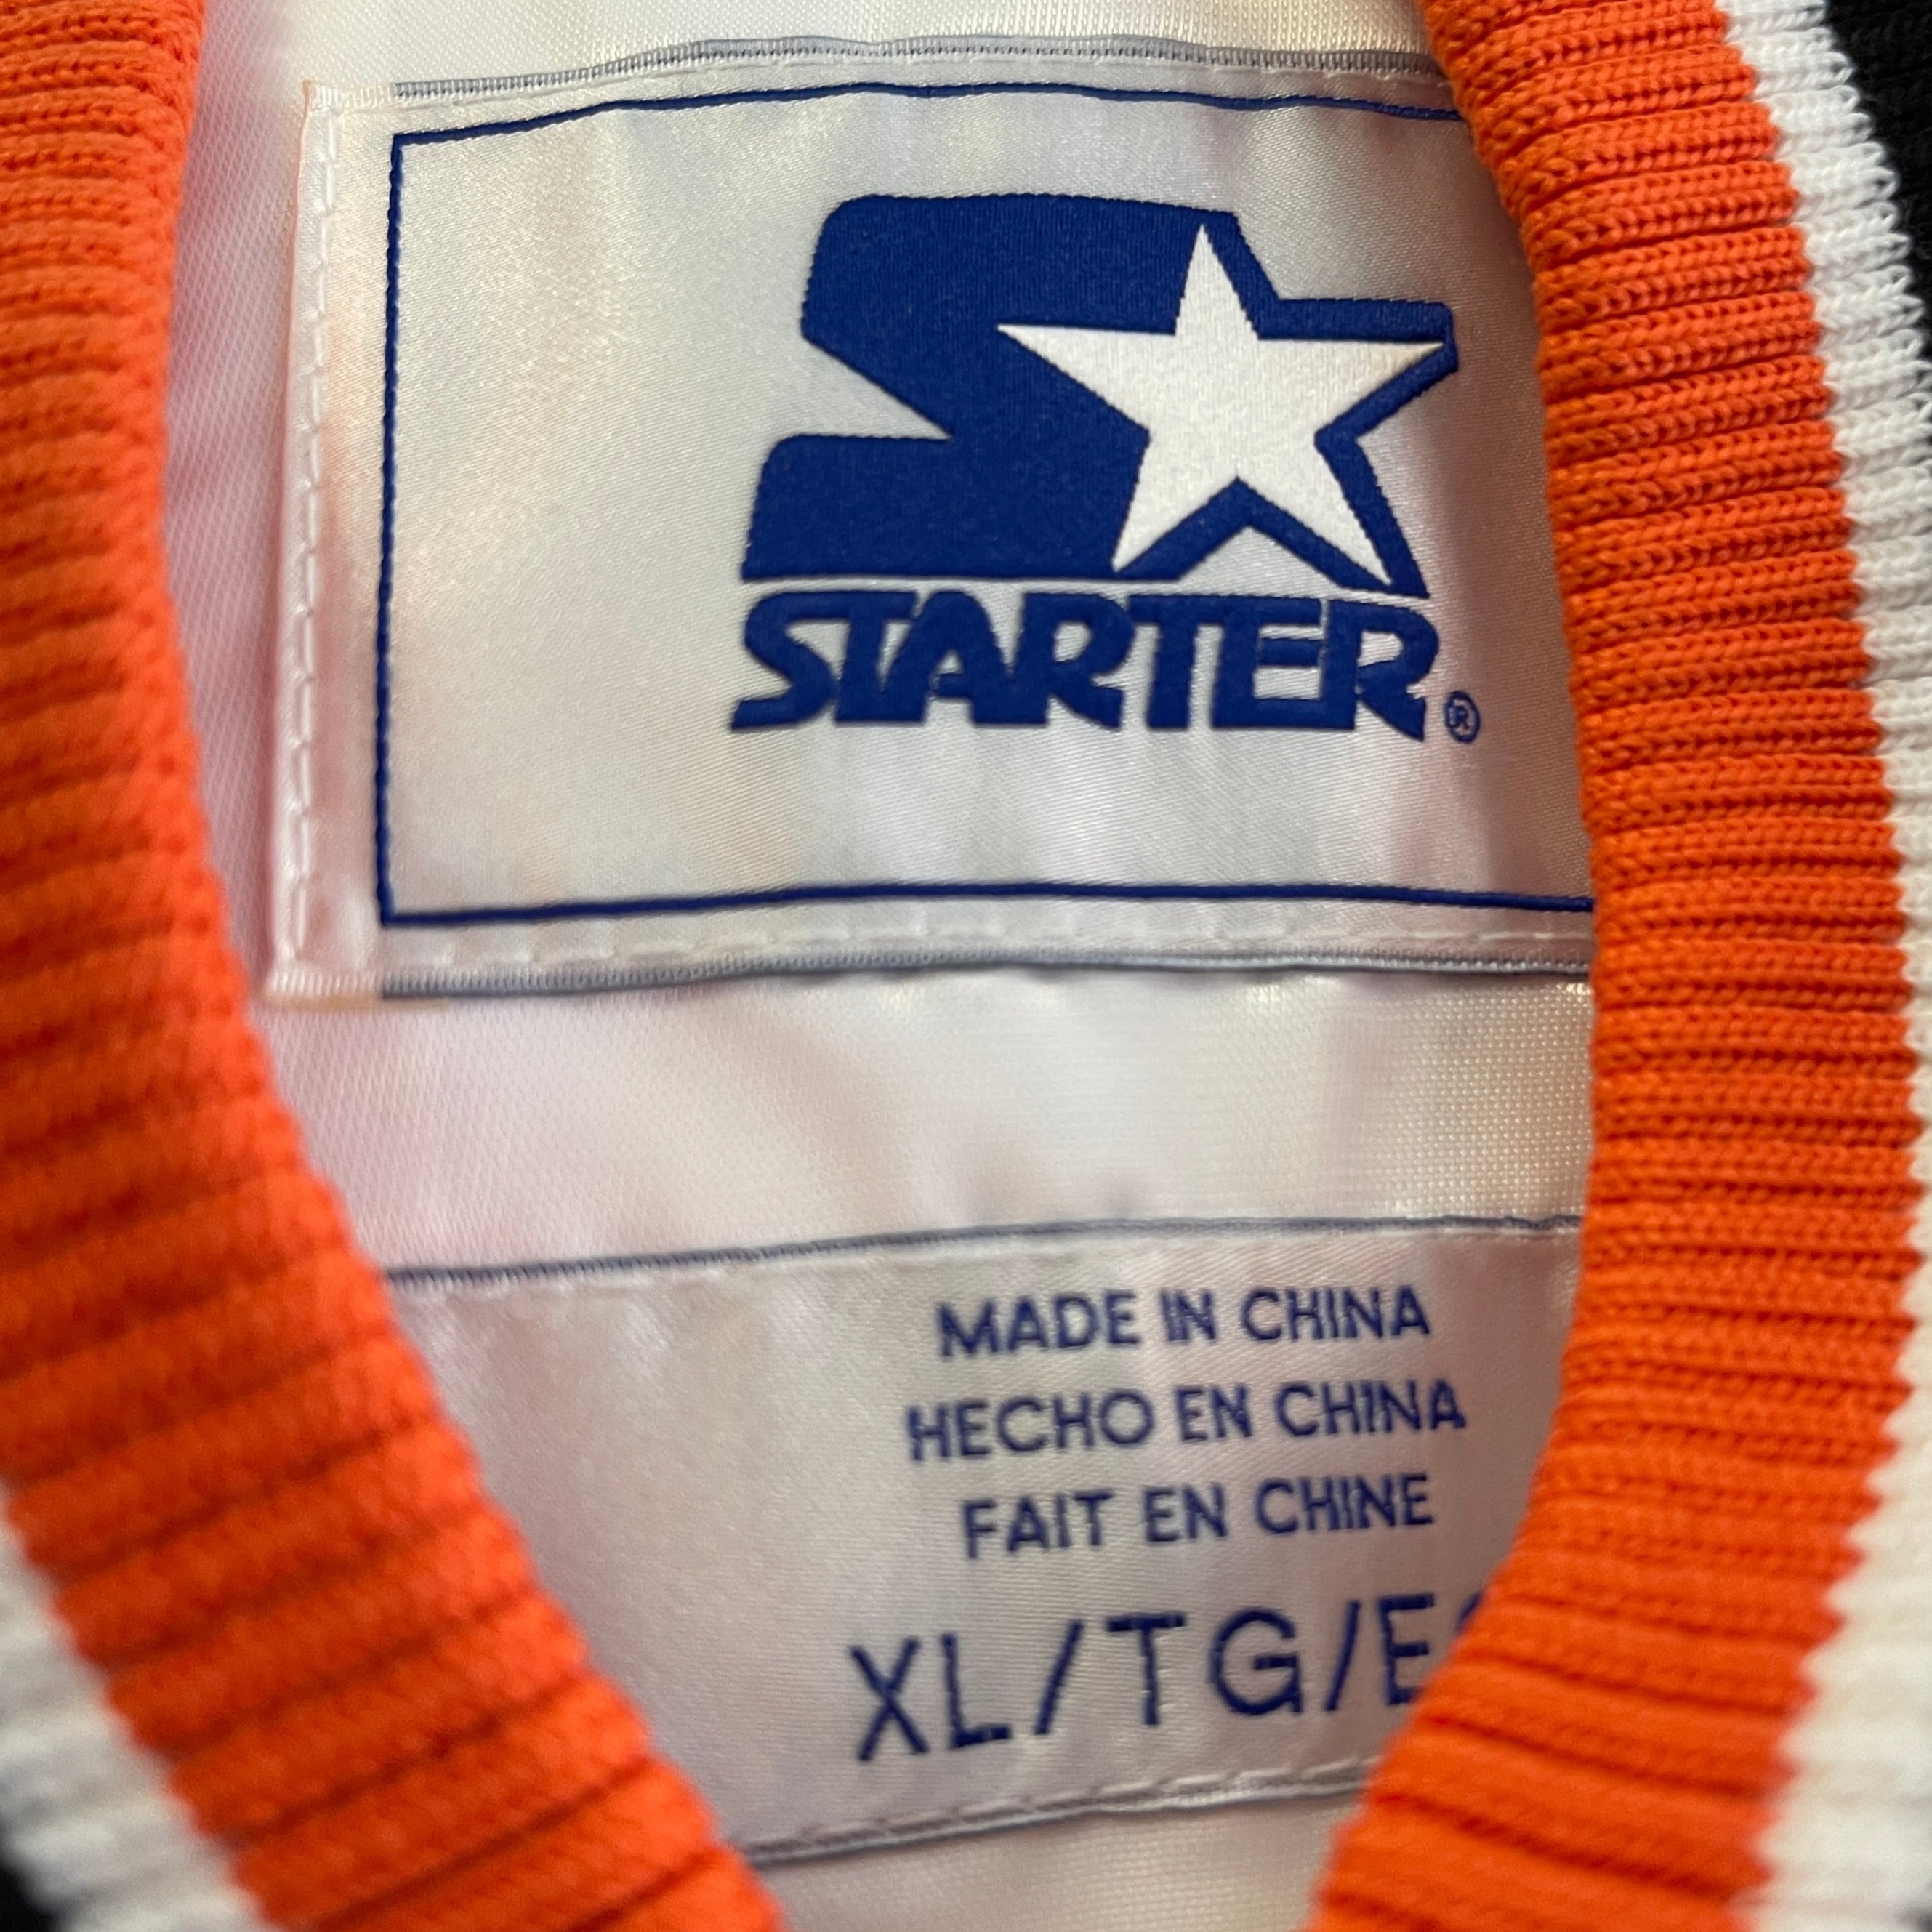 STARTER®
MADE IN CHINA
HECHO EN CHINA
FAIT EN CHINE
XL/TG/E